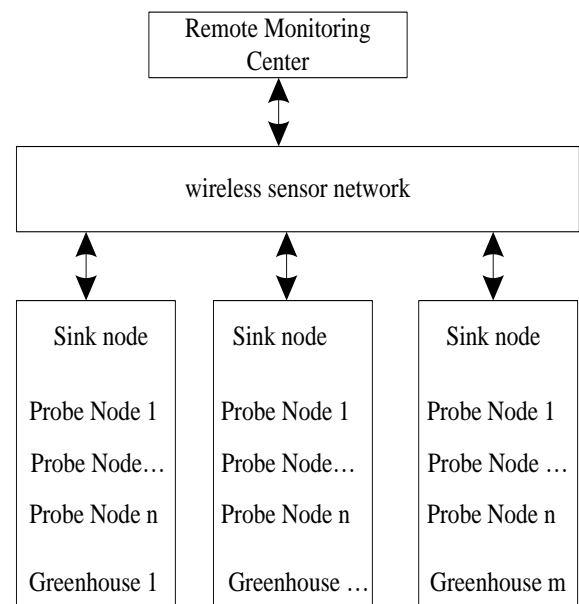 Remote Monitoring
Center
wireless sensor network
Sink node
Probe Node 1
Probe Node…
Probe Node n
Greenhouse 1
Sink node
Probe Node 1
Probe Node…
Probe Node n
Greenhouse …
Sink node
Probe Node 1
Probe Node …
Probe Node n
Greenhouse m